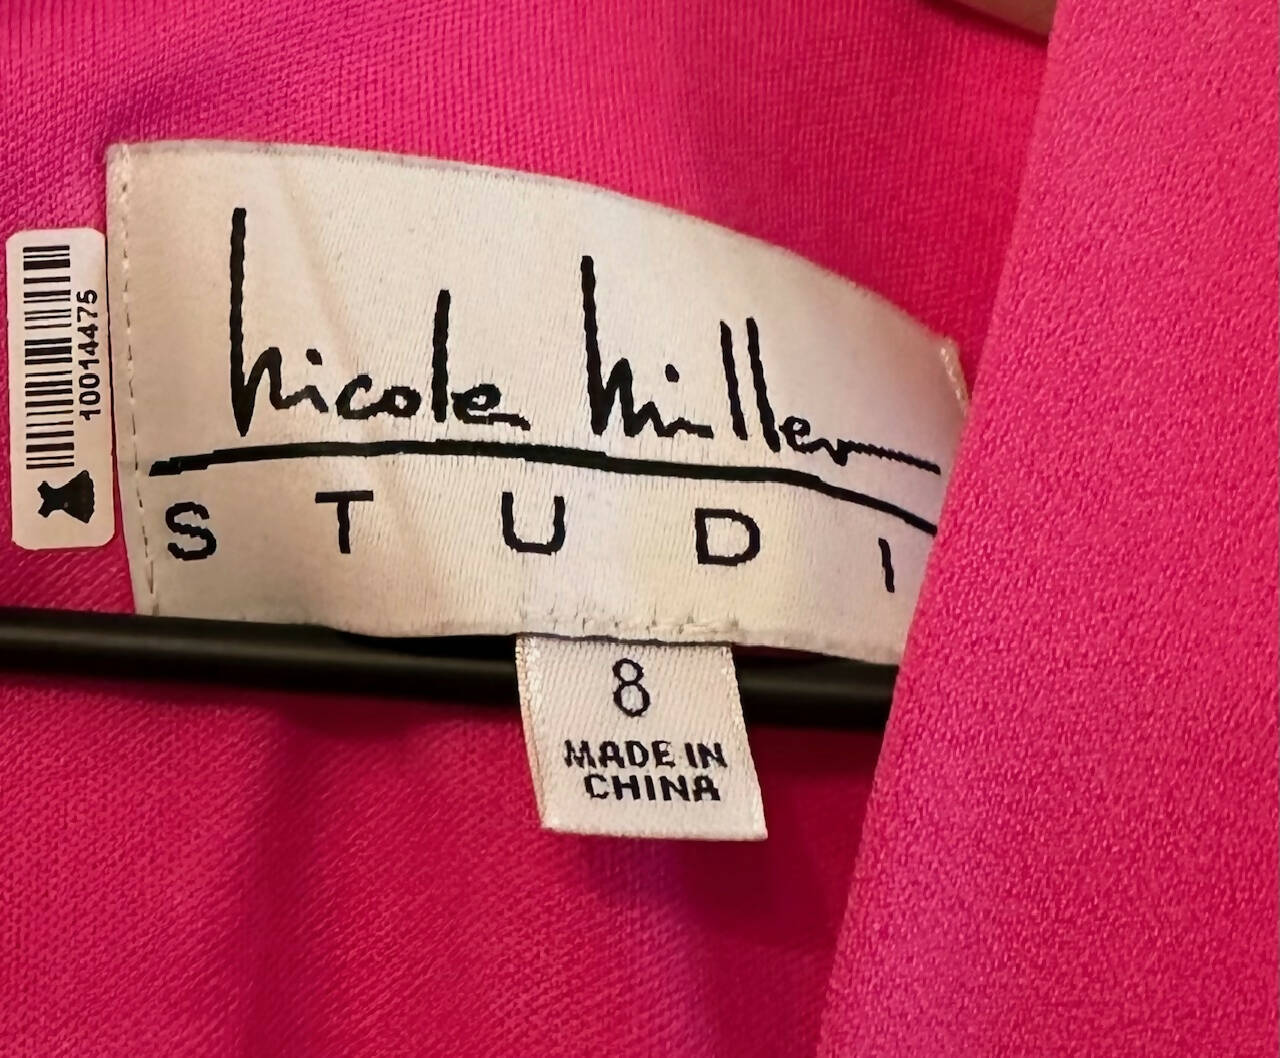 Nicole Miller
STUDI
8
MADE IN
CHINA
10014475